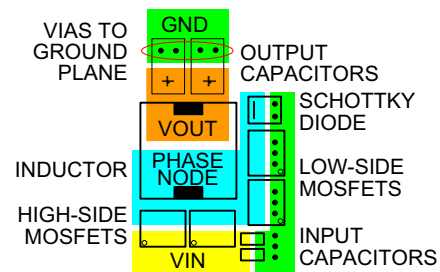 GND
VIAS TO
GROUND
PLANE
OUTPUT
CAPACITORS
SCHOTTKY
DIODE
VOUT
INDUCTOR
PHASE
NODE
LOW-SIDE
MOSFETS
HIGH-SIDE
MOSFETS
INPUT
CAPACITORS
VIN